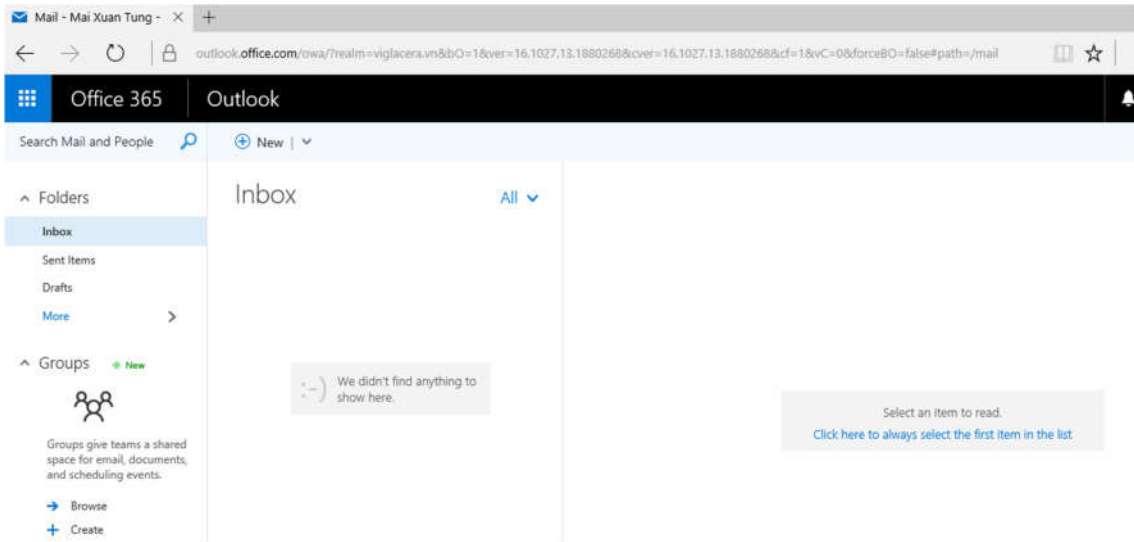 Mail - Mai Xuan Tung -
outlook.office.com/owa/?realm=viglacera.vn&bO=1&ver=16.1027.13.1880268&cver=16.1027.13.1880268&cf=1&vC=0&forceBO=false#path=/mail
Office 365 Outlook
Search Mail and People New
Folders
Inbox
Sent Items
Drafts
More
Groups New
Groups give teams a shared
space for email, documents,
and scheduling events.
Browse
Create
Inbox All
:-) We didn't find anything to
show here.
Select an item to read.
Click here to always select the first item in the list